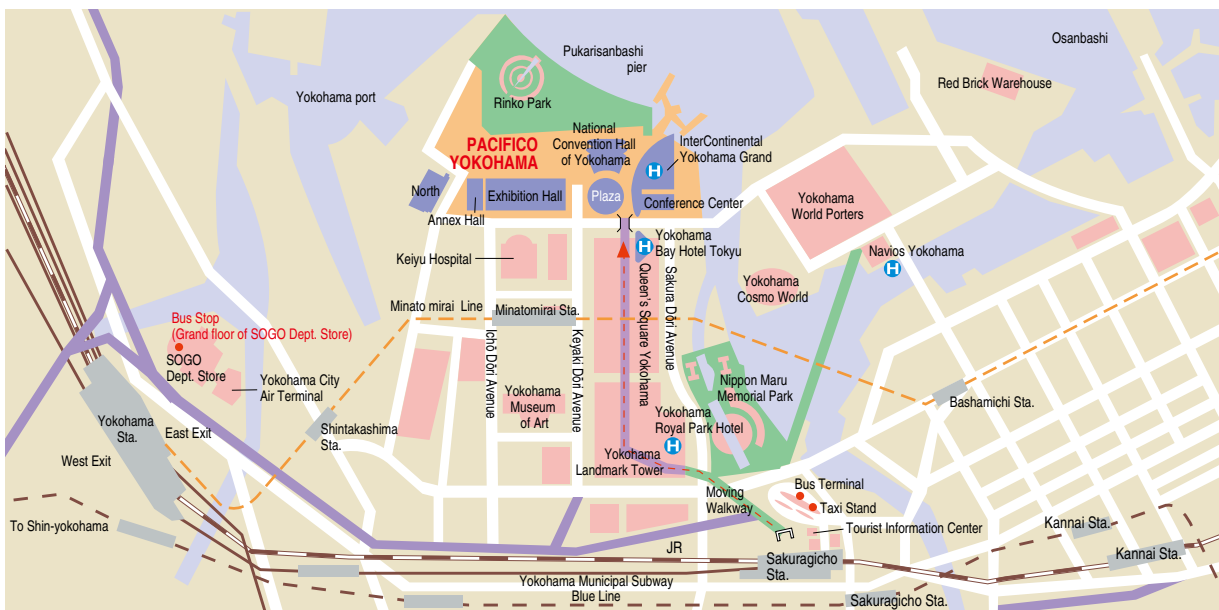 Osanbashi
Pukarisanbashi
pier
Red Brick Warehouse
Yokohama port
Rinko Park
National
Convention Hall
of Yokohama
InterContinental
Yokohama Grand
PACIFICO
YOKOHAMA
H
North
Exhibition Hall
Plaza
Annex Hall
Conference Center
Yokohama
World Porters
Yokohama
Bay Hotel Tokyu
H
Keiyu Hospital
Navios Yokohama
H
Queen's Square Yokohama
Sakura Dōri Avenue
Yokohama
Cosmo World
Minato mirai Line
Minatomirai Sta.
Bus Stop
(Grand floor of SOGO Dept. Store)
SOGO
Dept. Store
Ichō Dōri Avenue
Keyaki Dōri Avenue
Yokohama City
Air Terminal
Yokohama
Museum
of Art
Nippon Maru
Memorial Park
Bashamichi Sta.
Yokohama
Royal Park Hotel
H
Yokohama
Sta.
East Exit
Shintakashima
Sta.
West Exit
Yokohama
Landmark Tower
Moving
Walkway
Bus Terminal
Taxi Stand
Tourist Information Center
To Shin-yokohama
Kannai Sta.
Kannai Sta.
JR
Sakuragicho
Sta.
Yokohama Municipal Subway
Blue Line
Sakuragicho Sta.